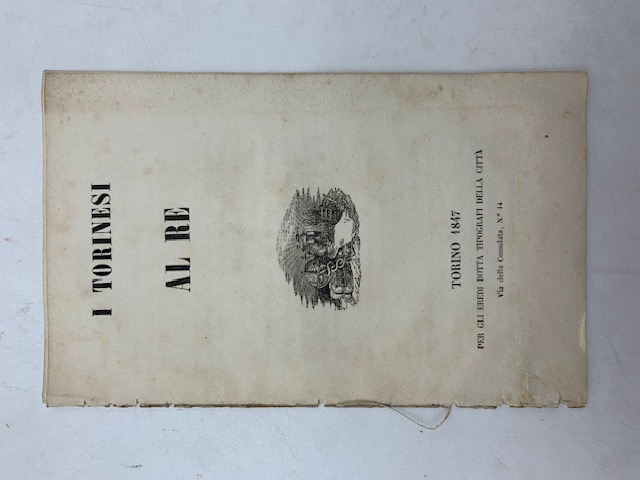 I TORINESI
AL RE
TORINO 1847
PER GLI EREDI BOTTA TIPOGRAFI DELLA CITTÀ
Via della Consolata, N.º 14